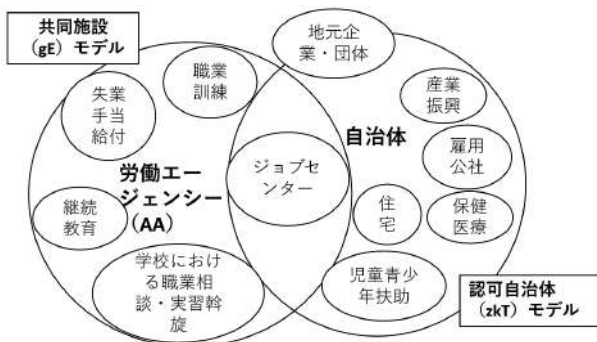 共同施設
（gE）モデル
地元企
業・団体
職業
訓練
失業
手当
給付
産業
振興
自治体
雇用
公社
ジョブセ
ンター
労働エー
ジェンシー
（AA）
継続
教育
住
宅
保健
医療
学校におけ
る職業相
談・実習斡
旋
児童青少
年扶助
認可自治体
（zkT）モデル